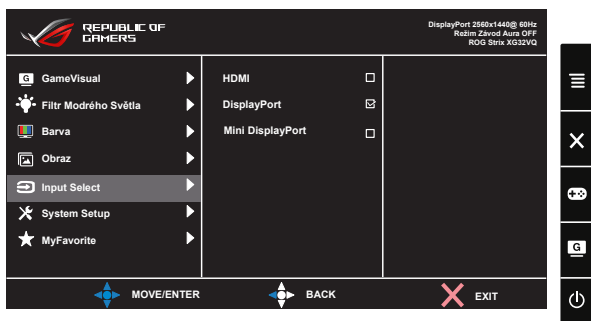 REPUBLIC OF
GAMERS
DisplayPort 2560x1440@ 60Hz
Režim Závod Aura OFF
ROG Strix XG32VQ
G GameVisual
Filtr Modrého Světla
Barva
Obraz
Input Select
System Setup
MyFavorite
HDMI
DisplayPort
Mini DisplayPort
G
MOVE/ENTER
BACK
EXIT